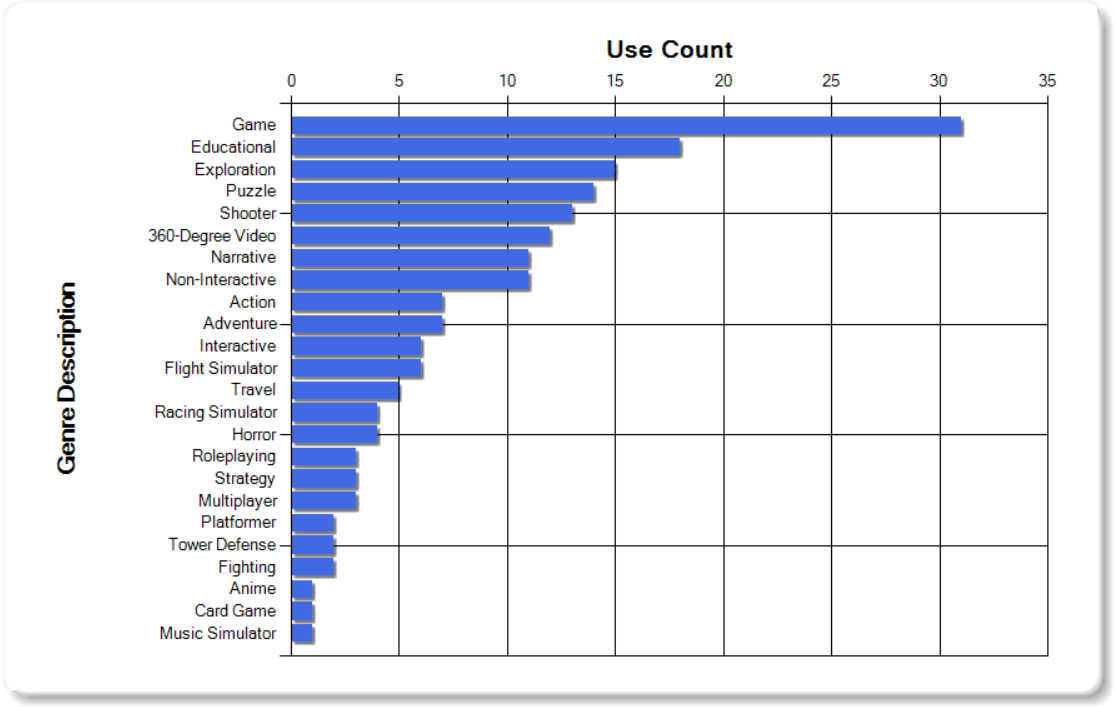 Use Count
0 5 10 15 20 25 30 35
Genre Description
Game
Educational
Exploration
Puzzle
Shooter
360-Degree Video
Narrative
Non-Interactive
Action
Adventure
Interactive
Flight Simulator
Travel
Racing Simulator
Horror
Roleplaying
Strategy
Multiplayer
Platformer
Tower Defense
Fighting
Anime
Card Game
Music Simulator